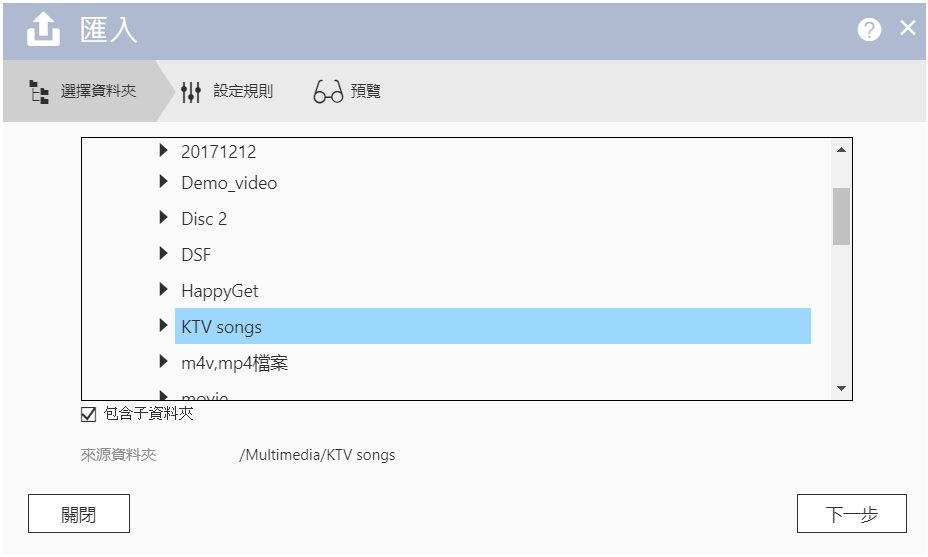 匯入
選擇資料夾 設定規則 預覽
20171212
Demo_video
Disc 2
DSF
HappyGet
KTV songs
m4v,mp4檔案
movie
包含子資料夾
來源資料夾 /Multimedia/KTV songs
關閉 下一步